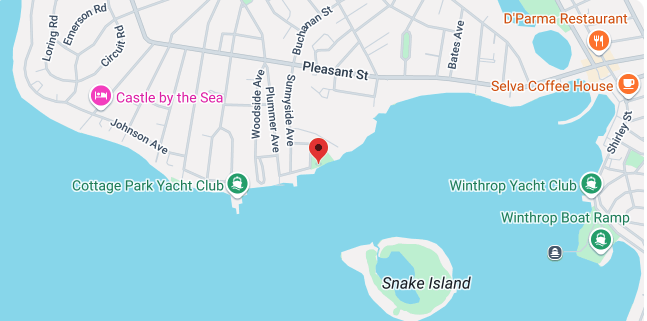 D'Parma Restaurant
Loring Rd
Emerson Rd
Circuit Rd
Buchanan St
Bates Ave
Pleasant St
Selva Coffee House
Castle by the Sea
Woodside Ave
Plummer Ave
Sunnyside Ave
Johnson Ave
Shirley St
Cottage Park Yacht Club
Winthrop Yacht Club
Winthrop Boat Ramp
Snake Island